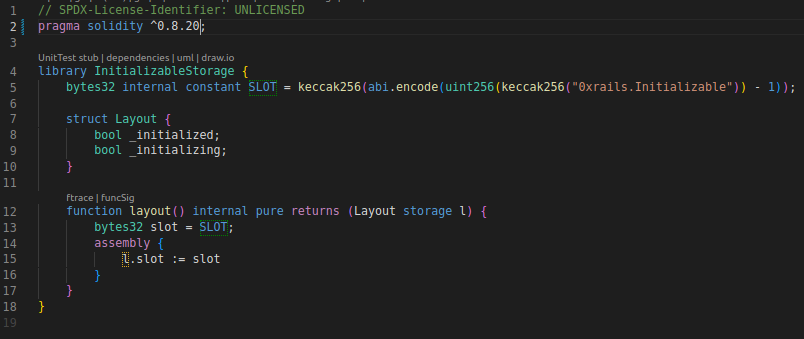 1 // SPDX-License-Identifier: UNLICENSED
2 pragma solidity ^0.8.20;
3
UnitTest stub | dependencies | uml | draw.io
4 library InitializableStorage {
5 bytes32 internal constant SLOT = keccak256(abi.encode(uint256(keccak256("0xrails.Initializable")) - 1));
6
7 struct Layout {
8 bool _initialized;
9 bool _initializing;
10 }
11
ftrace | funcSig
12 function layout() internal pure returns (Layout storage l) {
13 bytes32 slot = SLOT;
14 assembly {
15 l.slot := slot
16 }
17 }
18 }
19